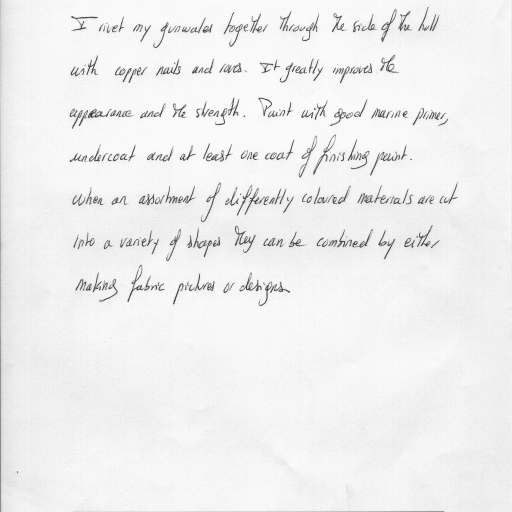 I rivet my gunwales together through the side of the hull
with copper nails and roves. It greatly improves the
appearance and the strength. Paint with good marine primer,
undercoat and at least one coat of finishing paint.
When an assortment of differently coloured materials are cut
into a variety of shapes they can be combined by either
making fabric pictures or designs.